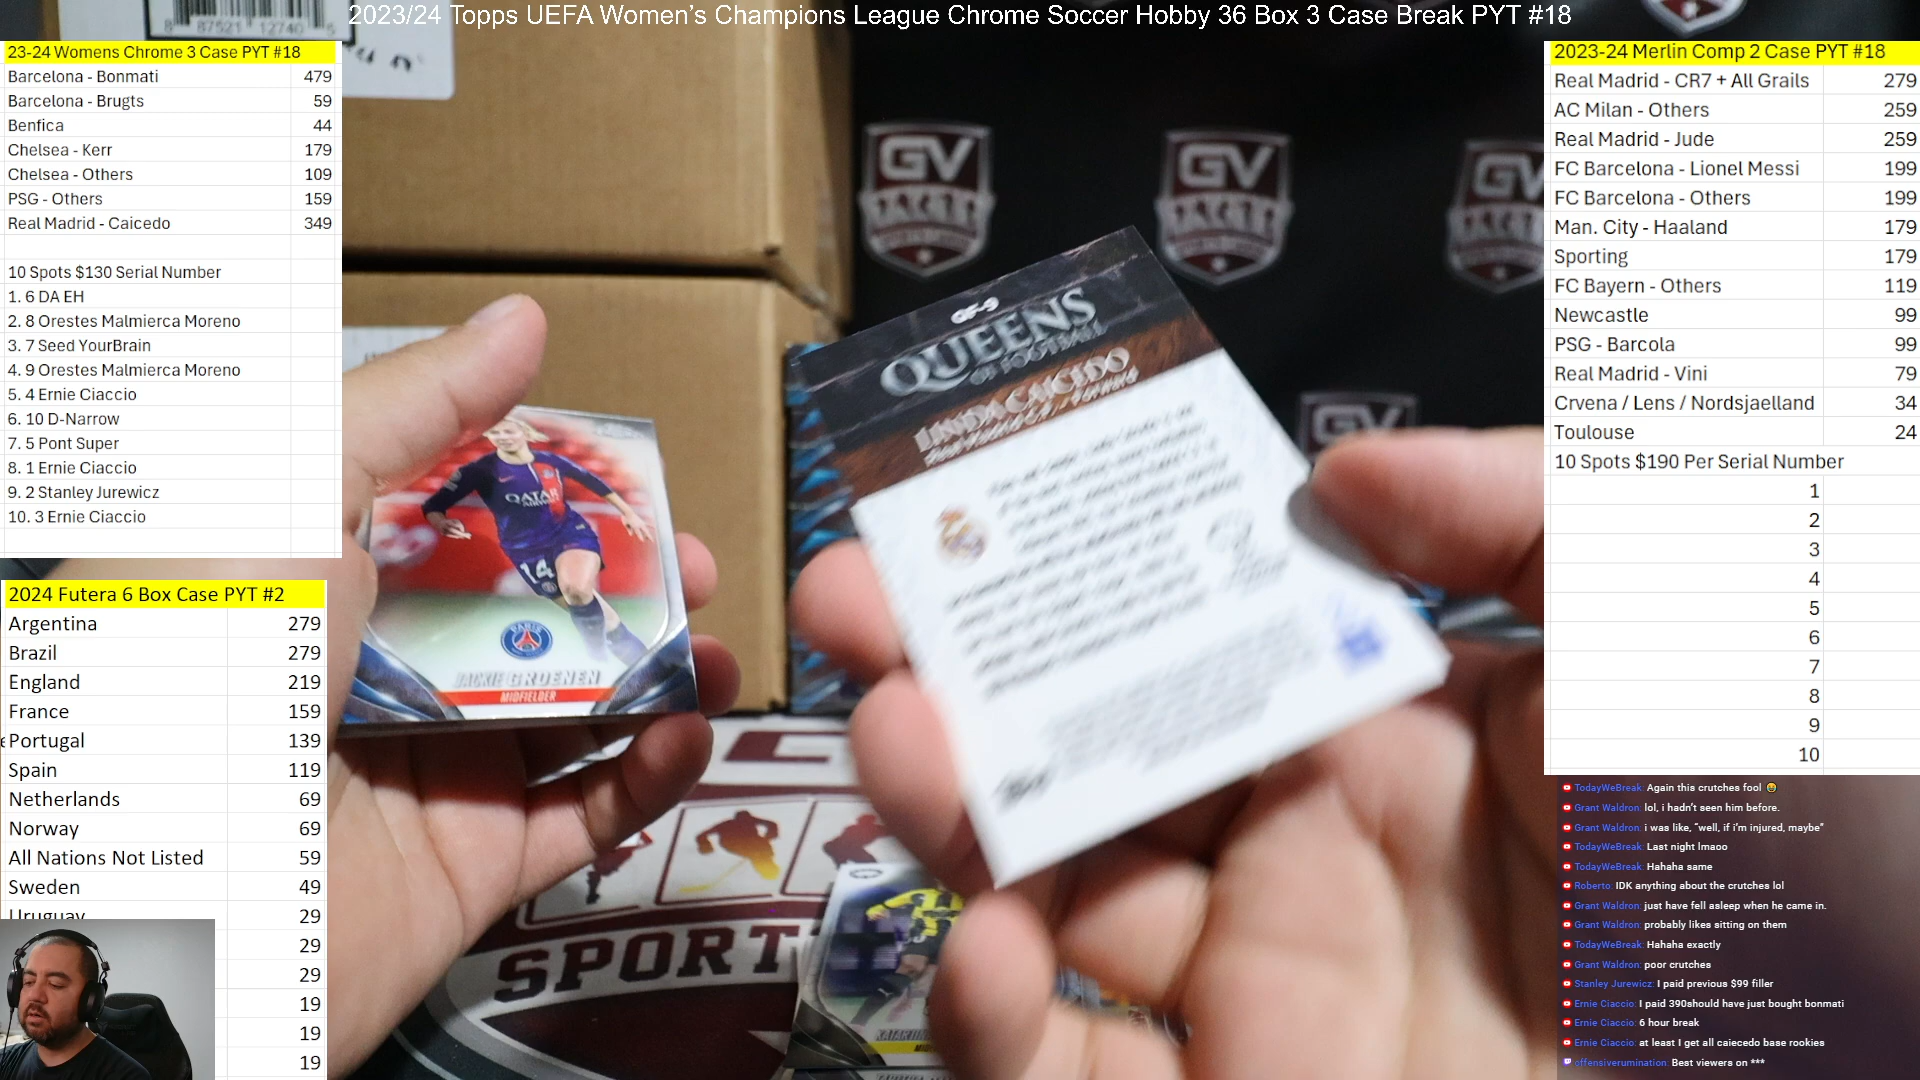 2023/24 Topps UEFA Women’s Champions League Chrome Soccer Hobby 36 Box 3 Case Break PYT #18
8 87521 12740 5
23-24 Womens Chrome 3 Case PYT #18
Barcelona - Bonmati 479
Barcelona - Brugts 59
Benfica 44
Chelsea - Kerr 179
Chelsea - Others 109
PSG - Others 159
Real Madrid - Caicedo 349
10 Spots $130 Serial Number
1. 6 DA EH
2. 8 Orestes Malmierca Moreno
3. 7 Seed YourBrain
4. 9 Orestes Malmierca Moreno
5. 4 Ernie Ciaccio
6. 10 D-Narrow
7. 5 Pont Super
8. 1 Ernie Ciaccio
9. 2 Stanley Jurewicz
10. 3 Ernie Ciaccio
2024 Futera 6 Box Case PYT #2
Argentina 279
Brazil 279
England 219
France 159
Portugal 139
Spain 119
Netherlands 69
Norway 69
All Nations Not Listed 59
Sweden 49
Uruguay 29
29
29
19
19
19
GV
GV
GV
GV
QF-9
QUEENS
OF FOOTBALL
LINDA CAICEDO
QATAR
AIRWAYS
14
PARIS
JACKIE GROENEN
MIDFIELDER
SPORT
2023-24 Merlin Comp 2 Case PYT #18
Real Madrid - CR7 + All Grails 279
AC Milan - Others 259
Real Madrid - Jude 259
FC Barcelona - Lionel Messi 199
FC Barcelona - Others 199
Man. City - Haaland 179
Sporting 179
FC Bayern - Others 119
Newcastle 99
PSG - Barcola 99
Real Madrid - Vini 79
Crvena / Lens / Nordsjaelland 34
Toulouse 24
10 Spots $190 Per Serial Number
1
2
3
4
5
6
7
8
9
10
TodayWeBreak: Again this crutches fool
Grant Waldron: lol, i hadn't seen him before.
Grant Waldron: i was like, "well, if i'm injured, maybe"
TodayWeBreak: Last night lmaoo
TodayWeBreak: Hahaha same
Roberto: IDK anything about the crutches lol
Grant Waldron: just have fell asleep when he came in.
Grant Waldron: probably likes sitting on them
TodayWeBreak: Hahaha exactly
Grant Waldron: poor crutches
Stanley Jurewicz: I paid previous $99 filler
Ernie Ciaccio: I paid 390should have just bought bonmati
Ernie Ciaccio: 6 hour break
Ernie Ciaccio: at least I get all caiecedo base rookies
offensiverumination: Best viewers on ***